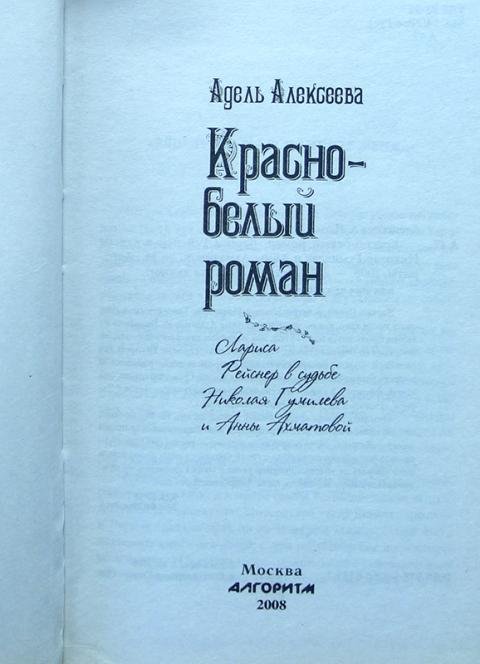 Адель Алексеева
Красно-
белый
роман
Лариса
Рейснер в судьбе
Николая Гумилева
и Анны Ахматовой
Москва
АЛГОРИТМ
2008